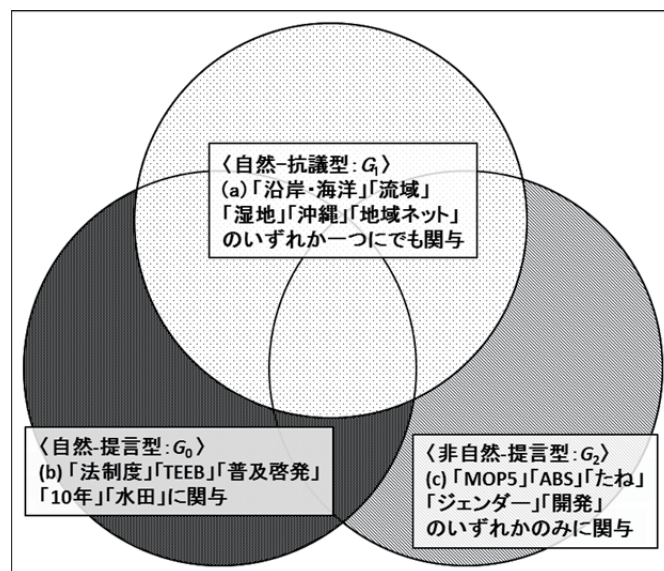 〈自然−抗議型：G₁〉
(a)「沿岸・海洋」「流域」
「湿地」「沖縄」「地域ネット」
のいずれか一つにでも関与
〈自然-提言型：G₀〉
(b)「法制度」「TEEB」「普及啓発」
「10年」「水田」に関与
〈非自然-提言型：G₂〉
(c)「MOP5」「ABS」「たね」
「ジェンダー」「開発」
のいずれかのみに関与